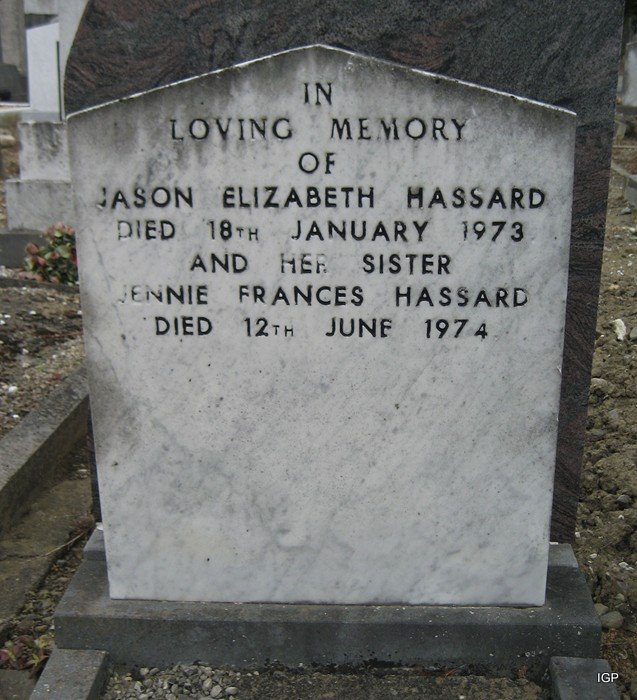 IN
LOVING MEMORY
OF
JASON ELIZABETH HASSARD
DIED 18TH JANUARY 1973
AND HER SISTER
JENNIE FRANCES HASSARD
DIED 12TH JUNE 1974
IGP